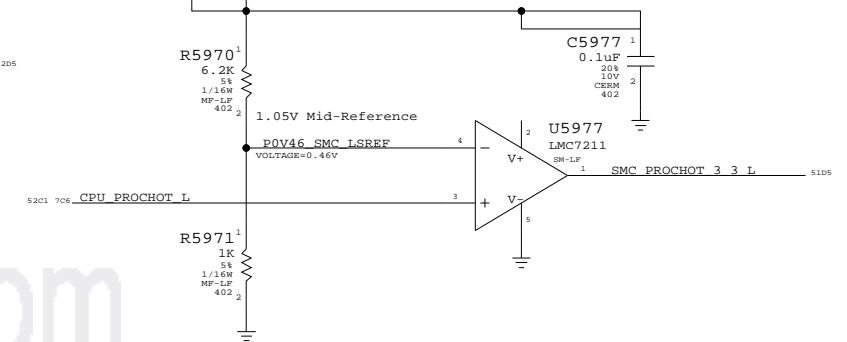 2D5
R5970
1
6.2K
5%
1/16W
MF-LF
402
2
C5977
1
0.1uF
20%
10V
CERM
402
2
1.05V Mid-Reference
P0V46_SMC_LSREF
VOLTAGE=0.46V
4
2
U5977
LMC7211
SM-LF
V+
1
SMC_PROCHOT_3_3_L
51D5
52C1 7C6
CPU_PROCHOT_L
3
V-
5
R5971
1
1K
5%
1/16W
MF-LF
402
2
om